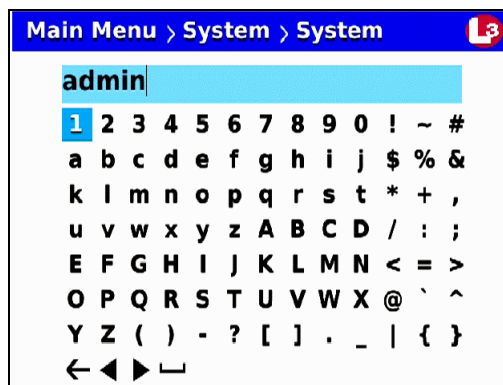 Main Menu > System > System L3
admin
1 2 3 4 5 6 7 8 9 0 ! ~ #
a b c d e f g h i j $ % &
k l m n o p q r s t * + ,
u v w x y z A B C D / : ;
E F G H I J K L M N < = >
O P Q R S T U V W X @ ` ^
Y Z ( ) - ? [ ] . _ | { }
← ◀ ▶ ⎵